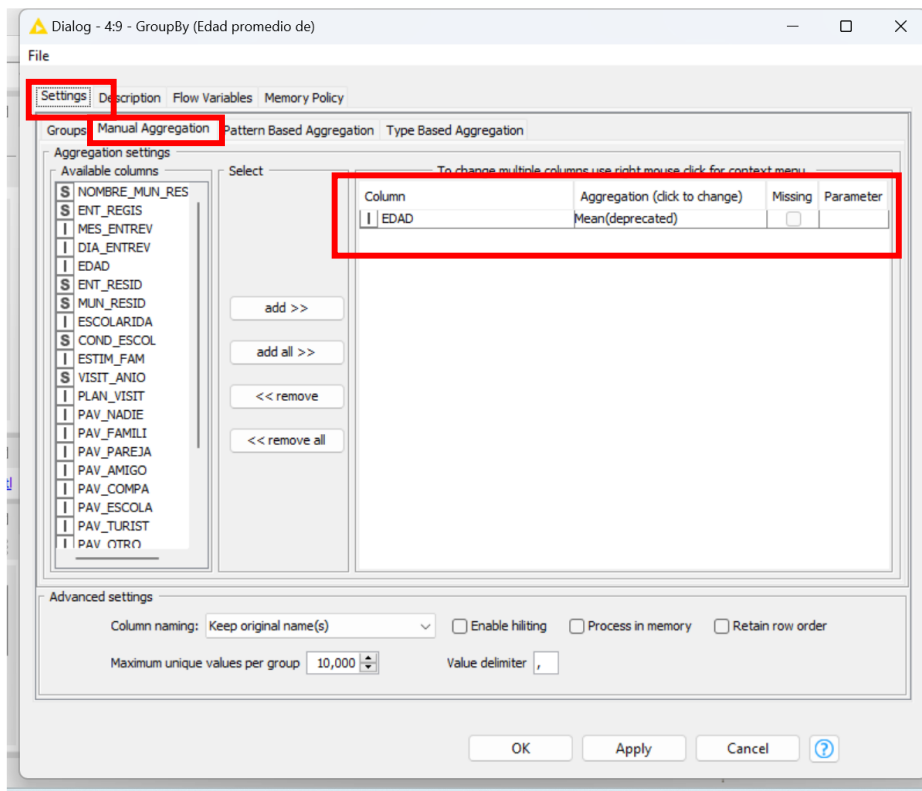 Dialog - 4:9 - GroupBy (Edad promedio de)
File
Settings Description Flow Variables Memory Policy
Groups Manual Aggregation Pattern Based Aggregation Type Based Aggregation
Aggregation settings
Available columns
Select
To change multiple columns use right mouse click for context menu.
Column Aggregation (click to change) Missing Parameter
I EDAD Mean(deprecated)
S NOMBRE_MUN_RES
S ENT_REGIS
I MES_ENTREV
I DIA_ENTREV
I EDAD
S ENT_RESID
S MUN_RESID
I ESCOLARIDA
S COND_ESCOL
I ESTIM_FAM
S VISIT_ANIO
I PLAN_VISIT
I PAV_NADIE
I PAV_FAMILI
I PAV_PAREJA
I PAV_AMIGO
I PAV_COMPA
I PAV_ESCOLA
I PAV_TURIST
I PAV_OTRO
add >>
add all >>
<< remove
<< remove all
Advanced settings
Column naming: Keep original name(s) Enable hiliting Process in memory Retain row order
Maximum unique values per group 10,000 Value delimiter ,
OK Apply Cancel ?